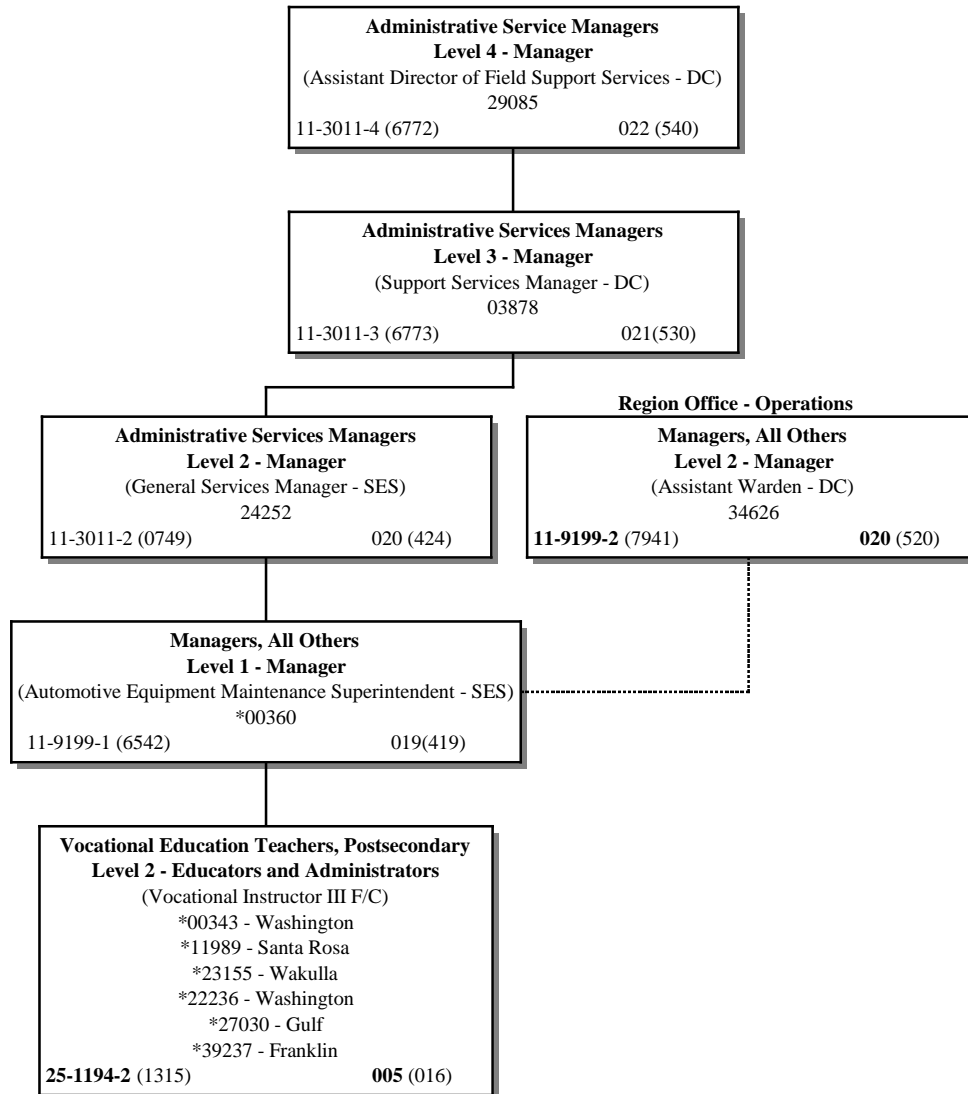 Administrative Service Managers
Level 4 - Manager
(Assistant Director of Field Support Services - DC)
29085
11-3011-4 (6772) 022 (540)
Administrative Services Managers
Level 3 - Manager
(Support Services Manager - DC)
03878
11-3011-3 (6773) 021(530)
Administrative Services Managers
Level 2 - Manager
(General Services Manager - SES)
24252
11-3011-2 (0749) 020 (424)
Region Office - Operations
Managers, All Others
Level 2 - Manager
(Assistant Warden - DC)
34626
11-9199-2 (7941) 020 (520)
Managers, All Others
Level 1 - Manager
(Automotive Equipment Maintenance Superintendent - SES)
*00360
11-9199-1 (6542) 019(419)
Vocational Education Teachers, Postsecondary
Level 2 - Educators and Administrators
(Vocational Instructor III F/C)
*00343 - Washington
*11989 - Santa Rosa
*23155 - Wakulla
*22236 - Washington
*27030 - Gulf
*39237 - Franklin
25-1194-2 (1315) 005 (016)